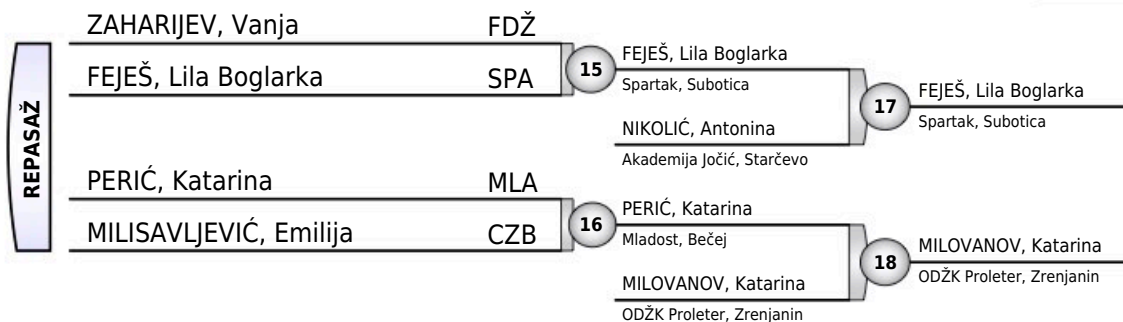 REPASAŽ
ZAHARIJEV, Vanja FDŽ
FEJEŠ, Lila Boglarka SPA
15
FEJEŠ, Lila Boglarka
Spartak, Subotica
NIKOLIĆ, Antonina
Akademija Jočić, Starčevo
17
FEJEŠ, Lila Boglarka
Spartak, Subotica
PERIĆ, Katarina MLA
MILISAVLJEVIĆ, Emilija CZB
16
PERIĆ, Katarina
Mladost, Bečej
MILOVANOV, Katarina
ODŽK Proleter, Zrenjanin
18
MILOVANOV, Katarina
ODŽK Proleter, Zrenjanin